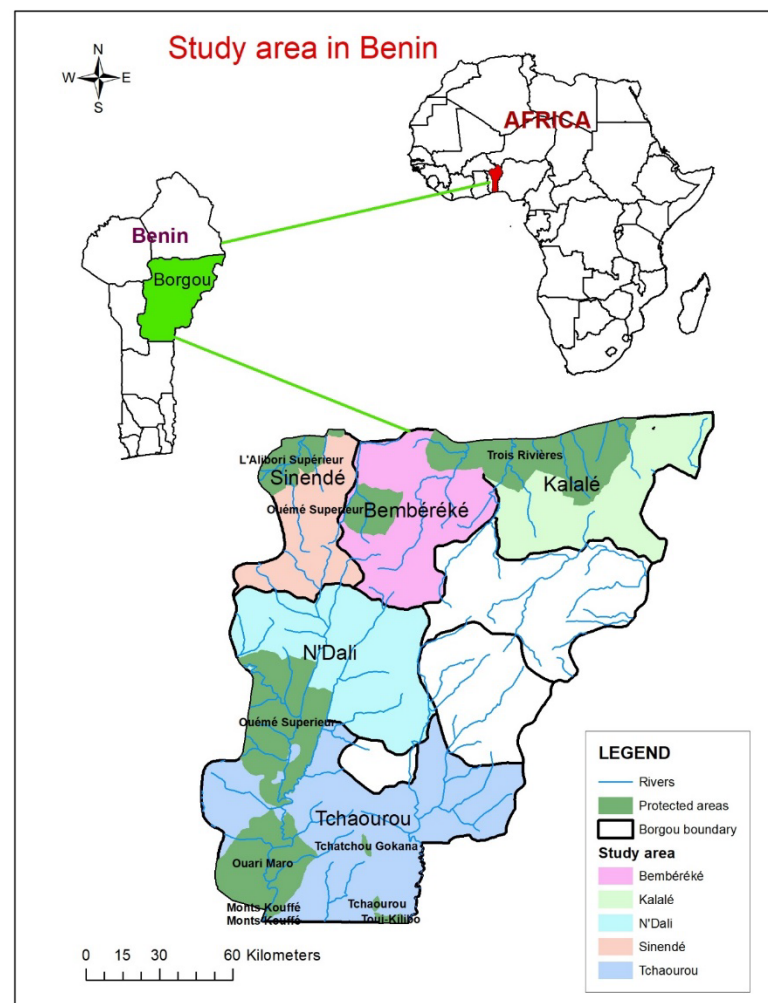 Study area in Benin
N
W E
S
AFRICA
Benin
Borgou
L'Alibori Supérieur
Sinendé
Trois Rivières
Kalalé
Ouémé Superieur
Bembéréké
N'Dali
Ouémé Superieur
Tchaourou
Tchatchou Gokana
Ouari Maro
Monts Kouffé
Monts Kouffé
Tchaourou
Toui-Kilibo
0 15 30 60 Kilometers
LEGEND
Rivers
Protected areas
Borgou boundary
Study area
Bembéréké
Kalalé
N'Dali
Sinendé
Tchaourou